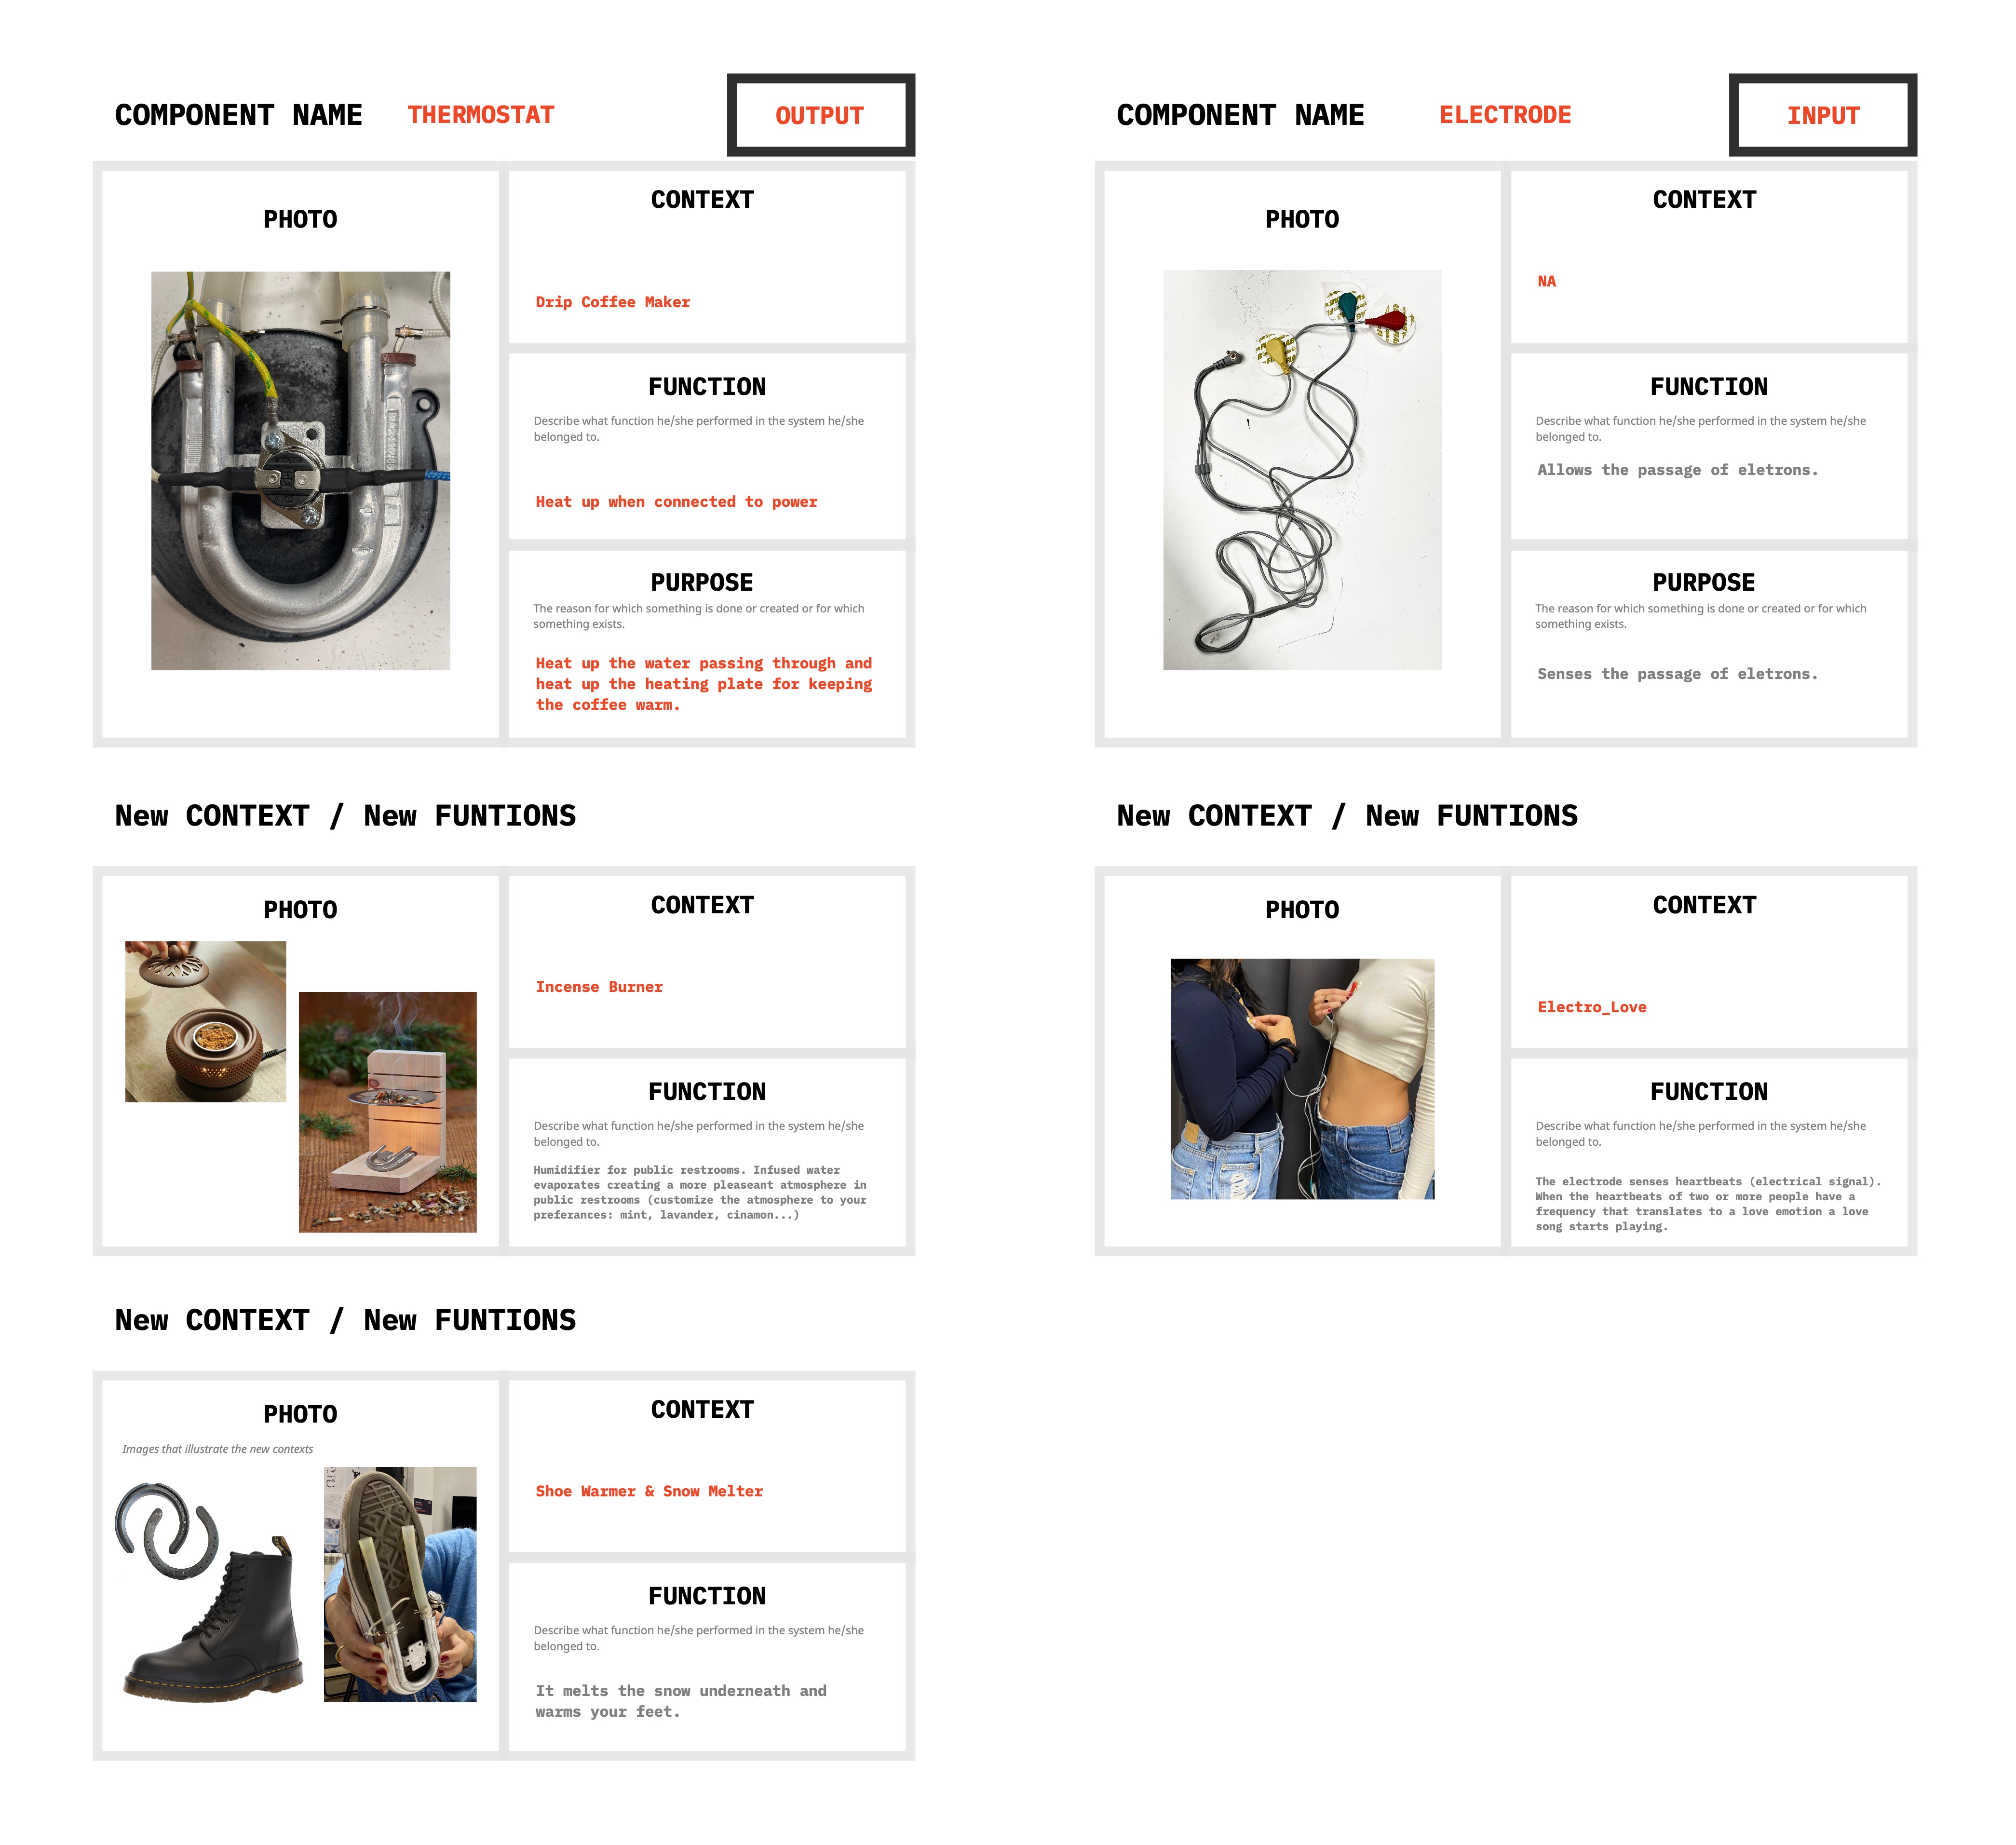 COMPONENT NAME
THERMOSTAT
OUTPUT
PHOTO
CONTEXT
Drip Coffee Maker
FUNCTION
Describe what function he/she performed in the system he/she
belonged to.
Heat up when connected to power
PURPOSE
The reason for which something is done or created or for which
something exists.
Heat up the water passing through and
heat up the heating plate for keeping
the coffee warm.
New CONTEXT / New FUNTIONS
PHOTO
CONTEXT
Incense Burner
FUNCTION
Describe what function he/she performed in the system he/she
belonged to.
Humidifier for public restrooms. Infused water
evaporates creating a more pleaseant atmosphere in
public restrooms (customize the atmosphere to your
preferances: mint, lavander, cinamon...)
New CONTEXT / New FUNTIONS
PHOTO
Images that illustrate the new contexts
CONTEXT
Shoe Warmer & Snow Melter
FUNCTION
Describe what function he/she performed in the system he/she
belonged to.
It melts the snow underneath and
warms your feet.
COMPONENT NAME
ELECTRODE
INPUT
PHOTO
CONTEXT
NA
FUNCTION
Describe what function he/she performed in the system he/she
belonged to.
Allows the passage of eletrons.
PURPOSE
The reason for which something is done or created or for which
something exists.
Senses the passage of eletrons.
New CONTEXT / New FUNTIONS
PHOTO
CONTEXT
Electro_Love
FUNCTION
Describe what function he/she performed in the system he/she
belonged to.
The electrode senses heartbeats (electrical signal).
When the heartbeats of two or more people have a
frequency that translates to a love emotion a love
song starts playing.